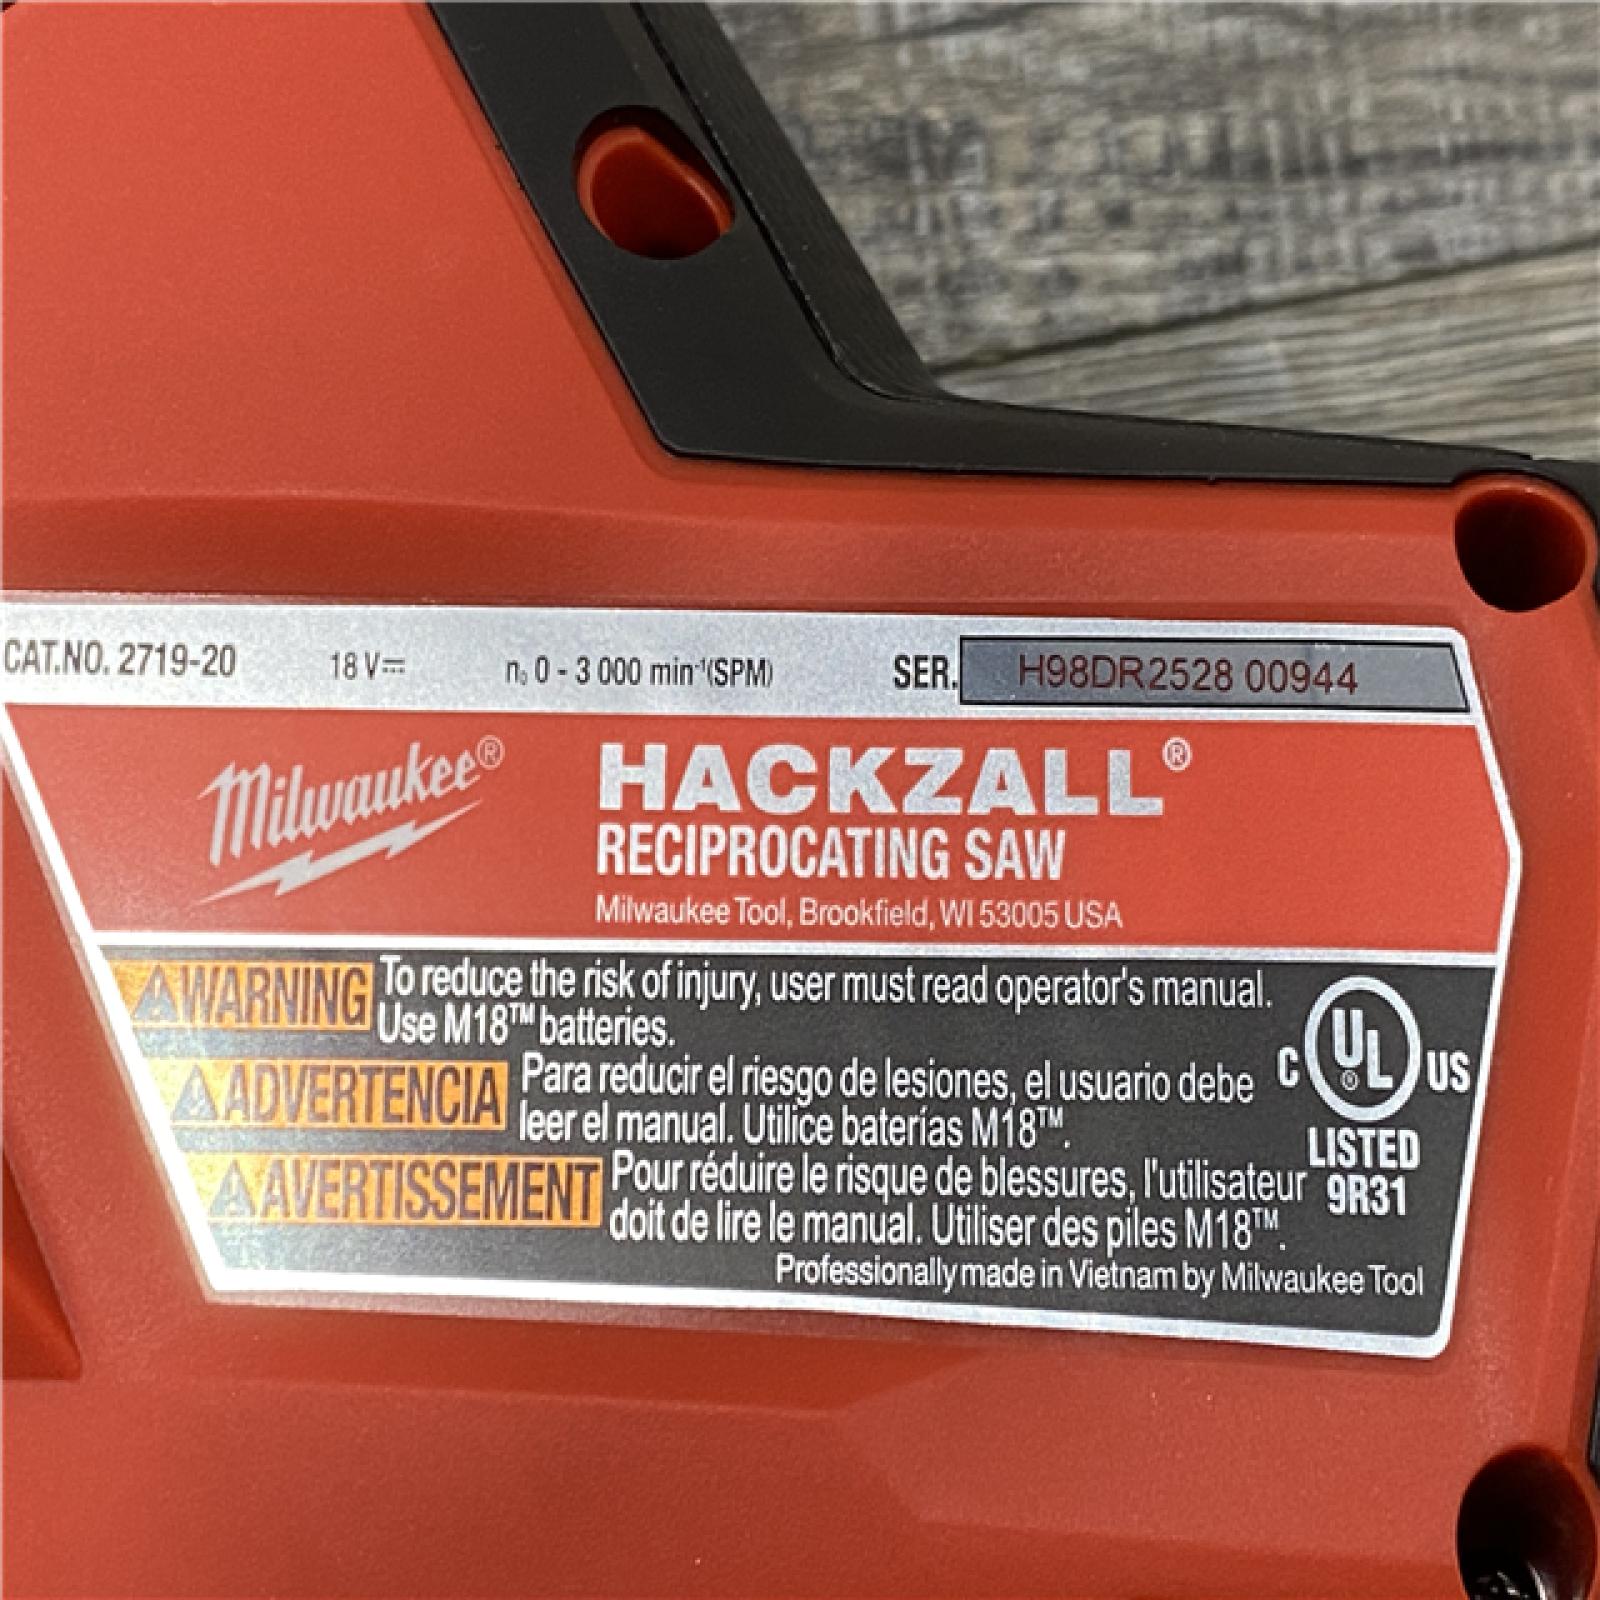 CAT.NO. 2719-20 18 V⎓ n₀ 0 - 3 000 min⁻¹(SPM) SER. H98DR2528 00944
Milwaukee® HACKZALL®
RECIPROCATING SAW
Milwaukee Tool, Brookfield, WI 53005 USA
⚠WARNING To reduce the risk of injury, user must read operator's manual.
Use M18™ batteries.
⚠ADVERTENCIA Para reducir el riesgo de lesiones, el usuario debe
leer el manual. Utilice baterías M18™.
⚠AVERTISSEMENT Pour réduire le risque de blessures, l'utilisateur
doit de lire le manual. Utiliser des piles M18™.
Professionally made in Vietnam by Milwaukee Tool
C UL® US
LISTED
9R31